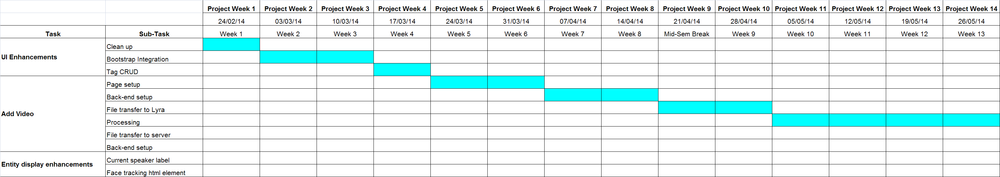 Project Week 1 Project Week 2 Project Week 3 Project Week 4 Project Week 5 Project Week 6 Project Week 7 Project Week 8 Project Week 9 Project Week 10 Project Week 11 Project Week 12 Project Week 13 Project Week 14
24/02/14 03/03/14 10/03/14 17/03/14 24/03/14 31/03/14 07/04/14 14/04/14 21/04/14 28/04/14 05/05/14 12/05/14 19/05/14 26/05/14
Task Sub-Task Week 1 Week 2 Week 3 Week 4 Week 5 Week 6 Week 7 Week 8 Mid-Sem Break Week 9 Week 10 Week 11 Week 12 Week 13
UI Enhancements
Clean up
Bootstrap Integration
Tag CRUD
Add Video
Page setup
Back-end setup
File transfer to Lyra
Processing
File transfer to server
Back-end setup
Entity display enhancements
Current speaker label
Face tracking html element